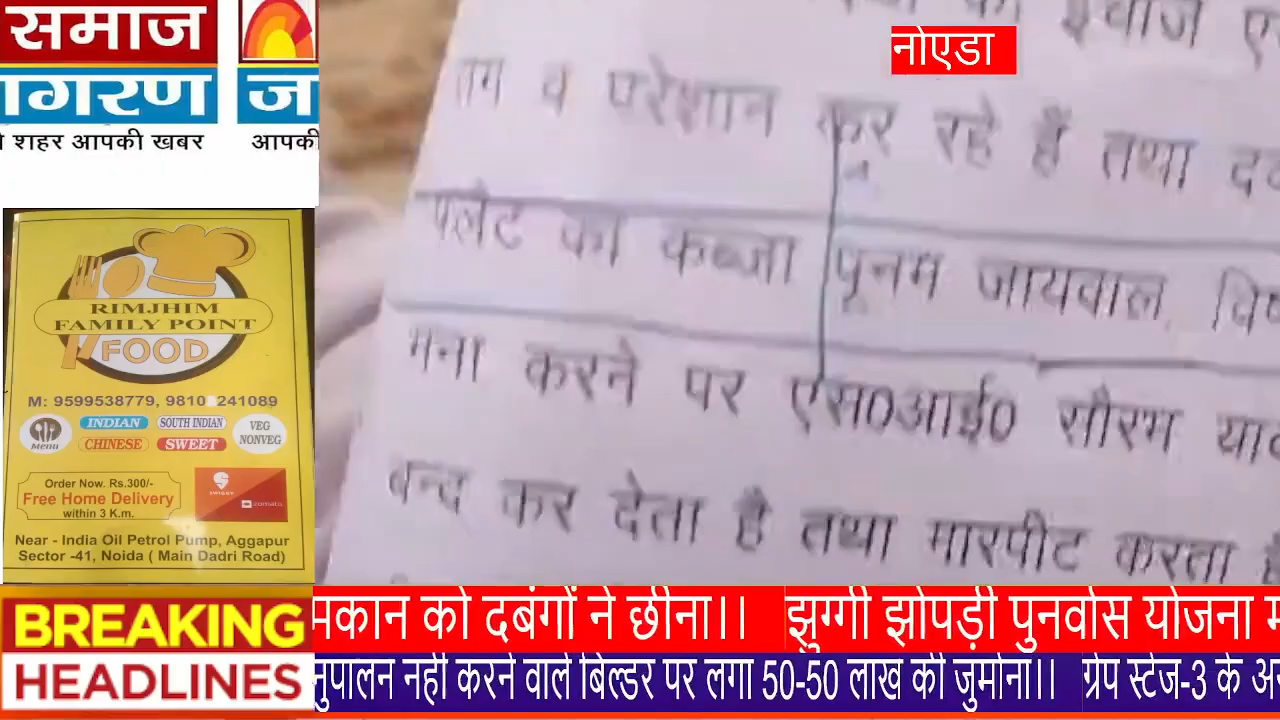 समाज
ागरण
शहर आपकी खबर
ज
आपकी
नोएडा
व परेशान कर रहे हैं तथा
फ्लैट का कब्जा पूनम जायवाल
मना करने पर एस0आई0 सौरभ
बन्द कर देता है तथा मारपीट करता
RIMJHIM
FAMILY POINT
FOOD
M: 9599538779, 9810 241089
Menu
INDIAN
SOUTH INDIAN
CHINESE
SWEET
VEG
NONVEG
Order Now. Rs.300/-
Free Home Delivery
within 3 K.m.
SWIGGY
zomato
Near - India Oil Petrol Pump, Aggapur
Sector -41, Noida ( Main Dadri Road)
BREAKING
HEADLINES
मकान को दबंगों ने छीना।। झुग्गी झोपड़ी पुनर्वास योजना
नुपालन नही करने वाले बिल्डर पर लगा 50-50 लाख की जुर्माना।। ग्रेप स्टेज-3 के